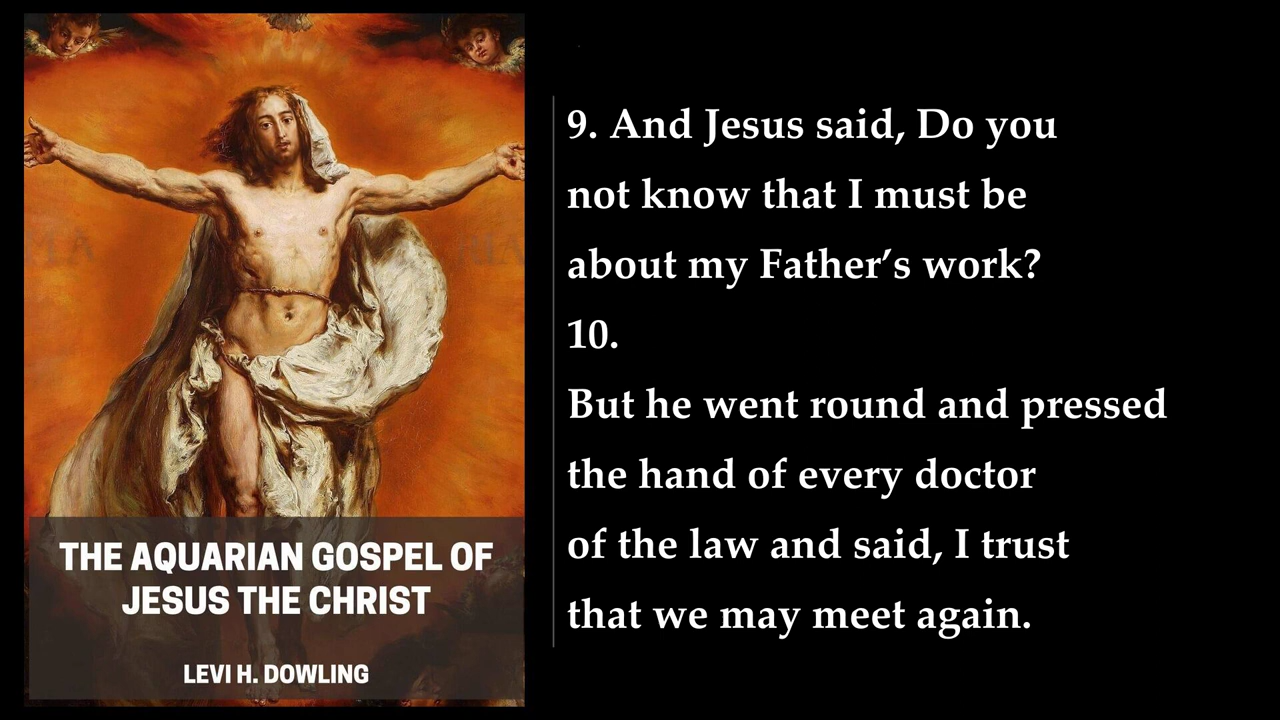 THE AQUARIAN GOSPEL OF
JESUS THE CHRIST
LEVI H. DOWLING
9. And Jesus said, Do you
not know that I must be
about my Father’s work?
10.
But he went round and pressed
the hand of every doctor
of the law and said, I trust
that we may meet again.